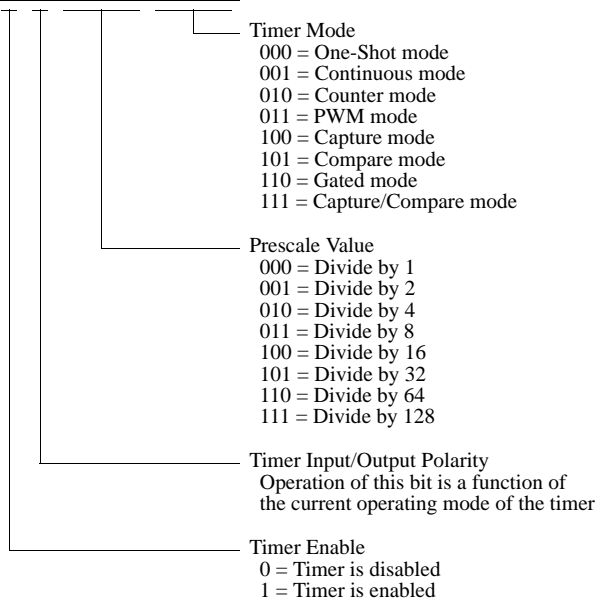 Timer Mode
000 = One-Shot mode
001 = Continuous mode
010 = Counter mode
011 = PWM mode
100 = Capture mode
101 = Compare mode
110 = Gated mode
111 = Capture/Compare mode
Prescale Value
000 = Divide by 1
001 = Divide by 2
010 = Divide by 4
011 = Divide by 8
100 = Divide by 16
101 = Divide by 32
110 = Divide by 64
111 = Divide by 128
Timer Input/Output Polarity
Operation of this bit is a function of
the current operating mode of the timer
Timer Enable
0 = Timer is disabled
1 = Timer is enabled